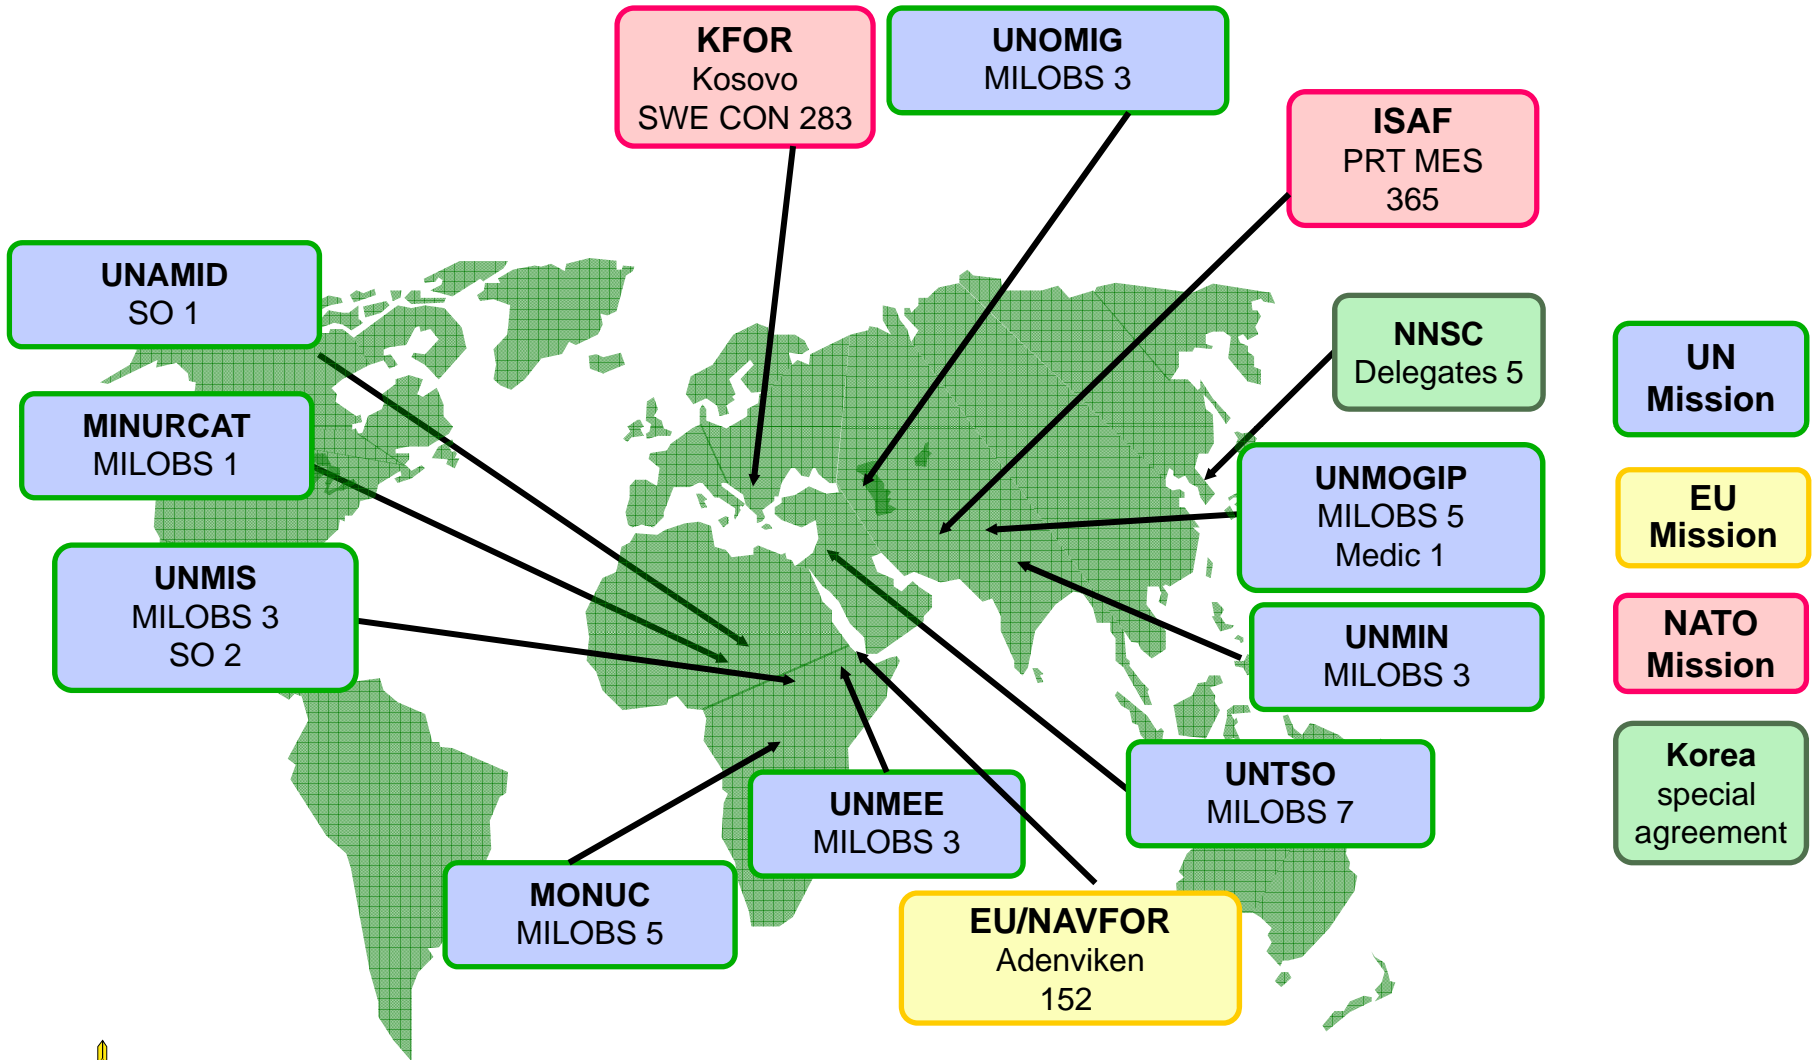 KFOR
Kosovo
SWE CON 283
UNOMIG
MILOBS 3
ISAF
PRT MES
365
UNAMID
SO 1
NNSC
Delegates 5
UN
Mission
MINURCAT
MILOBS 1
UNMOGIP
MILOBS 5
Medic 1
EU
Mission
UNMIS
MILOBS 3
SO 2
UNMIN
MILOBS 3
NATO
Mission
UNTSO
MILOBS 7
Korea
special
agreement
UNMEE
MILOBS 3
MONUC
MILOBS 5
EU/NAVFOR
Adenviken
152